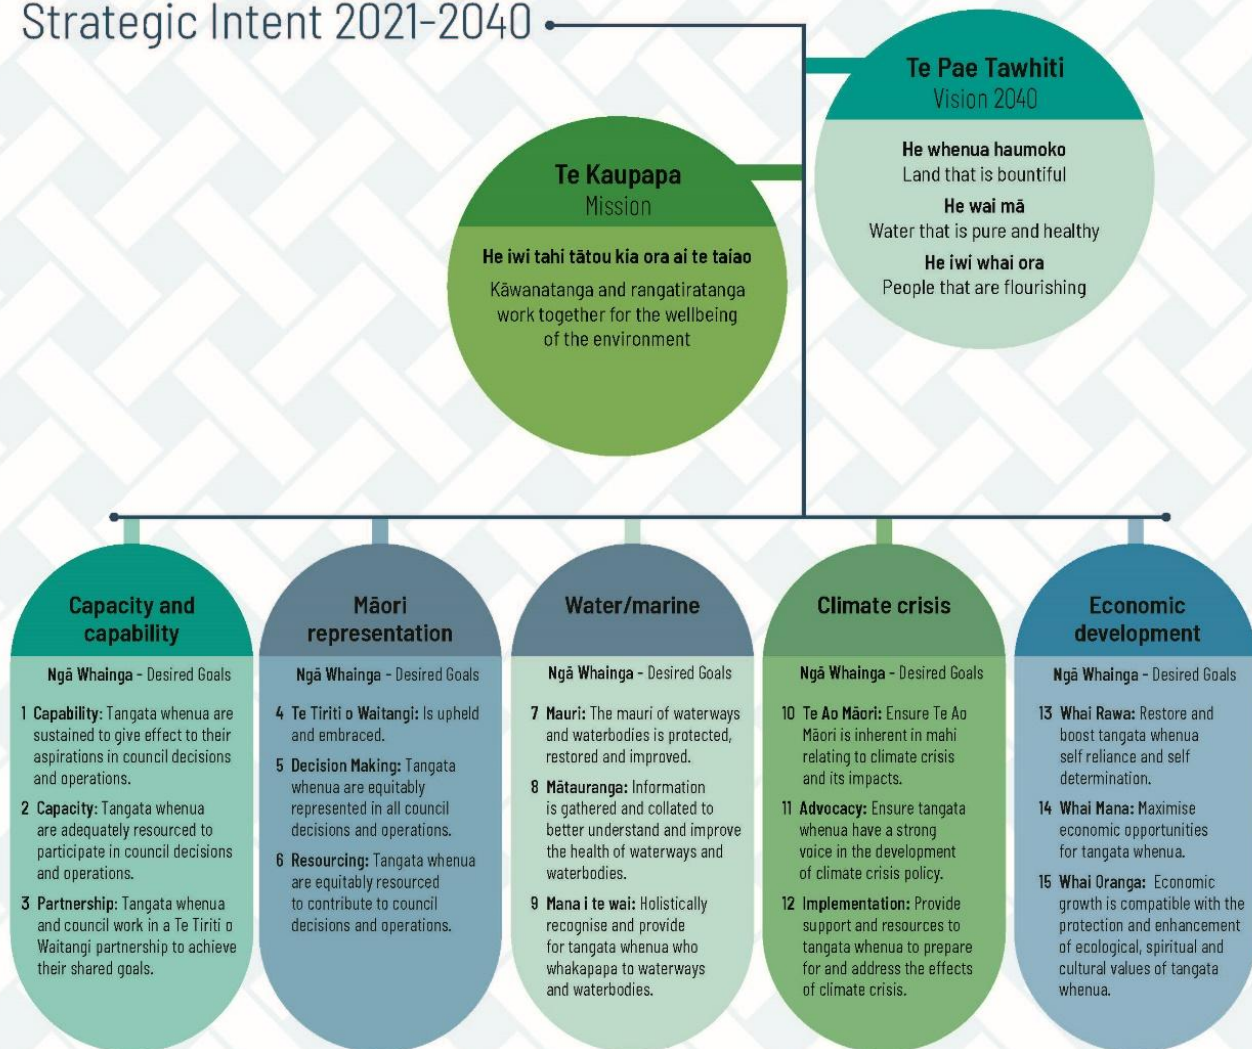 Strategic Intent 2021-2040
Te Pae Tawhiti
Vision 2040
He whenua haumoko
Land that is bountiful
He wai mā
Water that is pure and healthy
He iwi whai ora
People that are flourishing
Te Kaupapa
Mission
He iwi tahi tātou kia ora ai te taiao
Kāwanatanga and rangatiratanga
work together for the wellbeing
of the environment
Capacity and
capability
Ngā Whainga - Desired Goals
1 Capability: Tangata whenua are
sustained to give effect to their
aspirations in council decisions
and operations.
2 Capacity: Tangata whenua
are adequately resourced to
participate in council decisions
and operations.
3 Partnership: Tangata whenua
and council work in a Te Tiriti o
Waitangi partnership to achieve
their shared goals.
Māori
representation
Ngā Whainga - Desired Goals
4 Te Tiriti o Waitangi: Is upheld
and embraced.
5 Decision Making: Tangata
whenua are equitably
represented in all council
decisions and operations.
6 Resourcing: Tangata whenua
are equitably resourced
to contribute to council
decisions and operations.
Water/marine
Ngā Whainga - Desired Goals
7 Mauri: The mauri of waterways
and waterbodies is protected,
restored and improved.
8 Mātauranga: Information
is gathered and collated to
better understand and improve
the health of waterways and
waterbodies.
9 Mana i te wai: Holistically
recognise and provide
for tangata whenua who
whakapapa to waterways
and waterbodies.
Climate crisis
Ngā Whainga - Desired Goals
10 Te Ao Māori: Ensure Te Ao
Māori is inherent in mahi
relating to climate crisis
and its impacts.
11 Advocacy: Ensure tangata
whenua have a strong
voice in the development
of climate crisis policy.
12 Implementation: Provide
support and resources to
tangata whenua to prepare
for and address the effects
of climate crisis.
Economic
development
Ngā Whainga - Desired Goals
13 Whai Rawa: Restore and
boost tangata whenua
self reliance and self
determination.
14 Whai Mana: Maximise
economic opportunities
for tangata whenua.
15 Whai Oranga: Economic
growth is compatible with the
protection and enhancement
of ecological, spiritual and
cultural values of tangata
whenua.